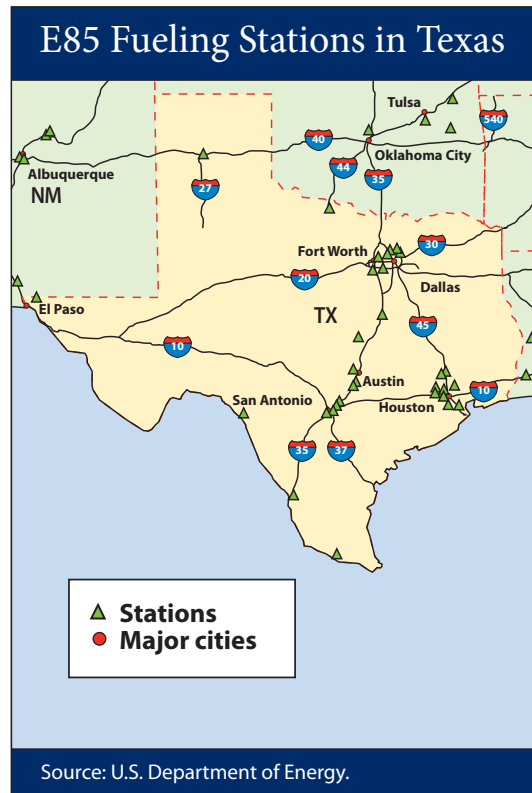 E85 Fueling Stations in Texas
Tulsa
540
40
Oklahoma City
44
35
Albuquerque
NM
27
Fort Worth
30
20
Dallas
El Paso
TX
45
10
Austin
San Antonio
10
Houston
35
37
Stations
Major cities
Source: U.S. Department of Energy.